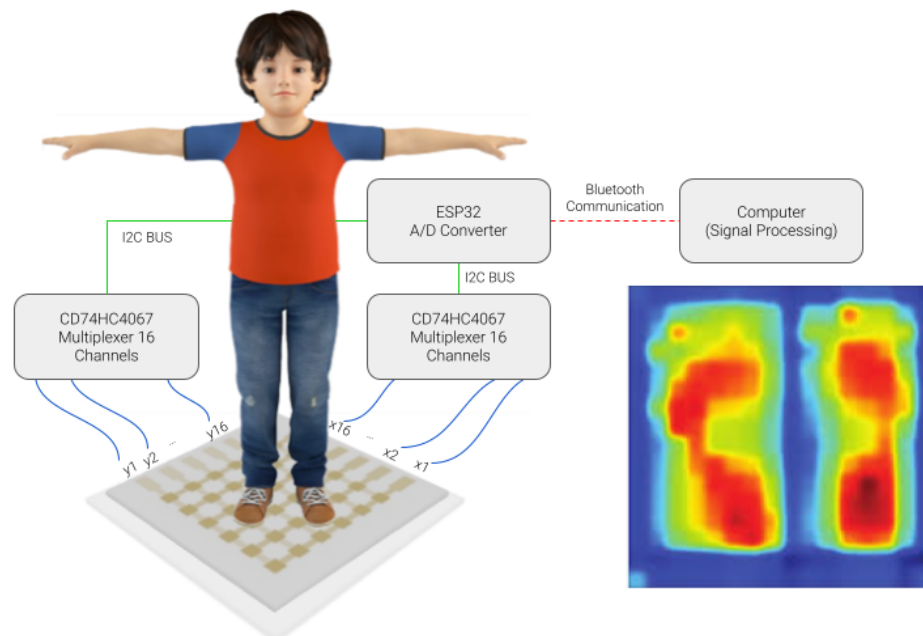 ESP32
A/D Converter
Bluetooth
Communication
Computer
(Signal Processing)
I2C BUS
I2C BUS
CD74HC4067
Multiplexer 16
Channels
CD74HC4067
Multiplexer 16
Channels
y1
y2
...
y16
x16
...
x2
x1